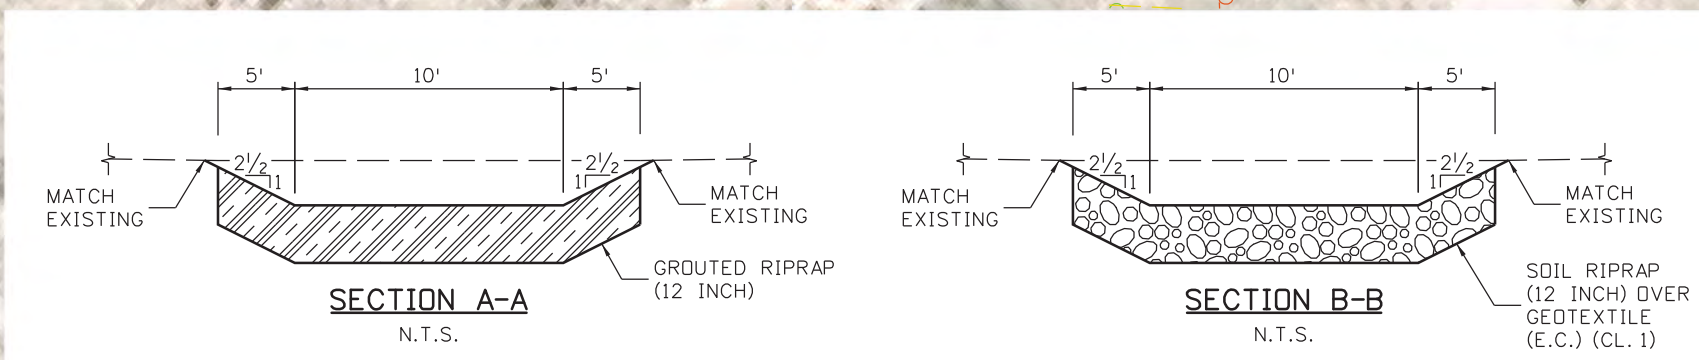 5' 10' 5'
2 1/2 2 1/2
1 1
MATCH
EXISTING
MATCH
EXISTING
GROUTED RIPRAP
(12 INCH)
SECTION A-A
N.T.S.
5' 10' 5'
2 1/2 2 1/2
1 1
MATCH
EXISTING
MATCH
EXISTING
SOIL RIPRAP
(12 INCH) OVER
GEOTEXTILE
(E.C.) (CL. 1)
SECTION B-B
N.T.S.